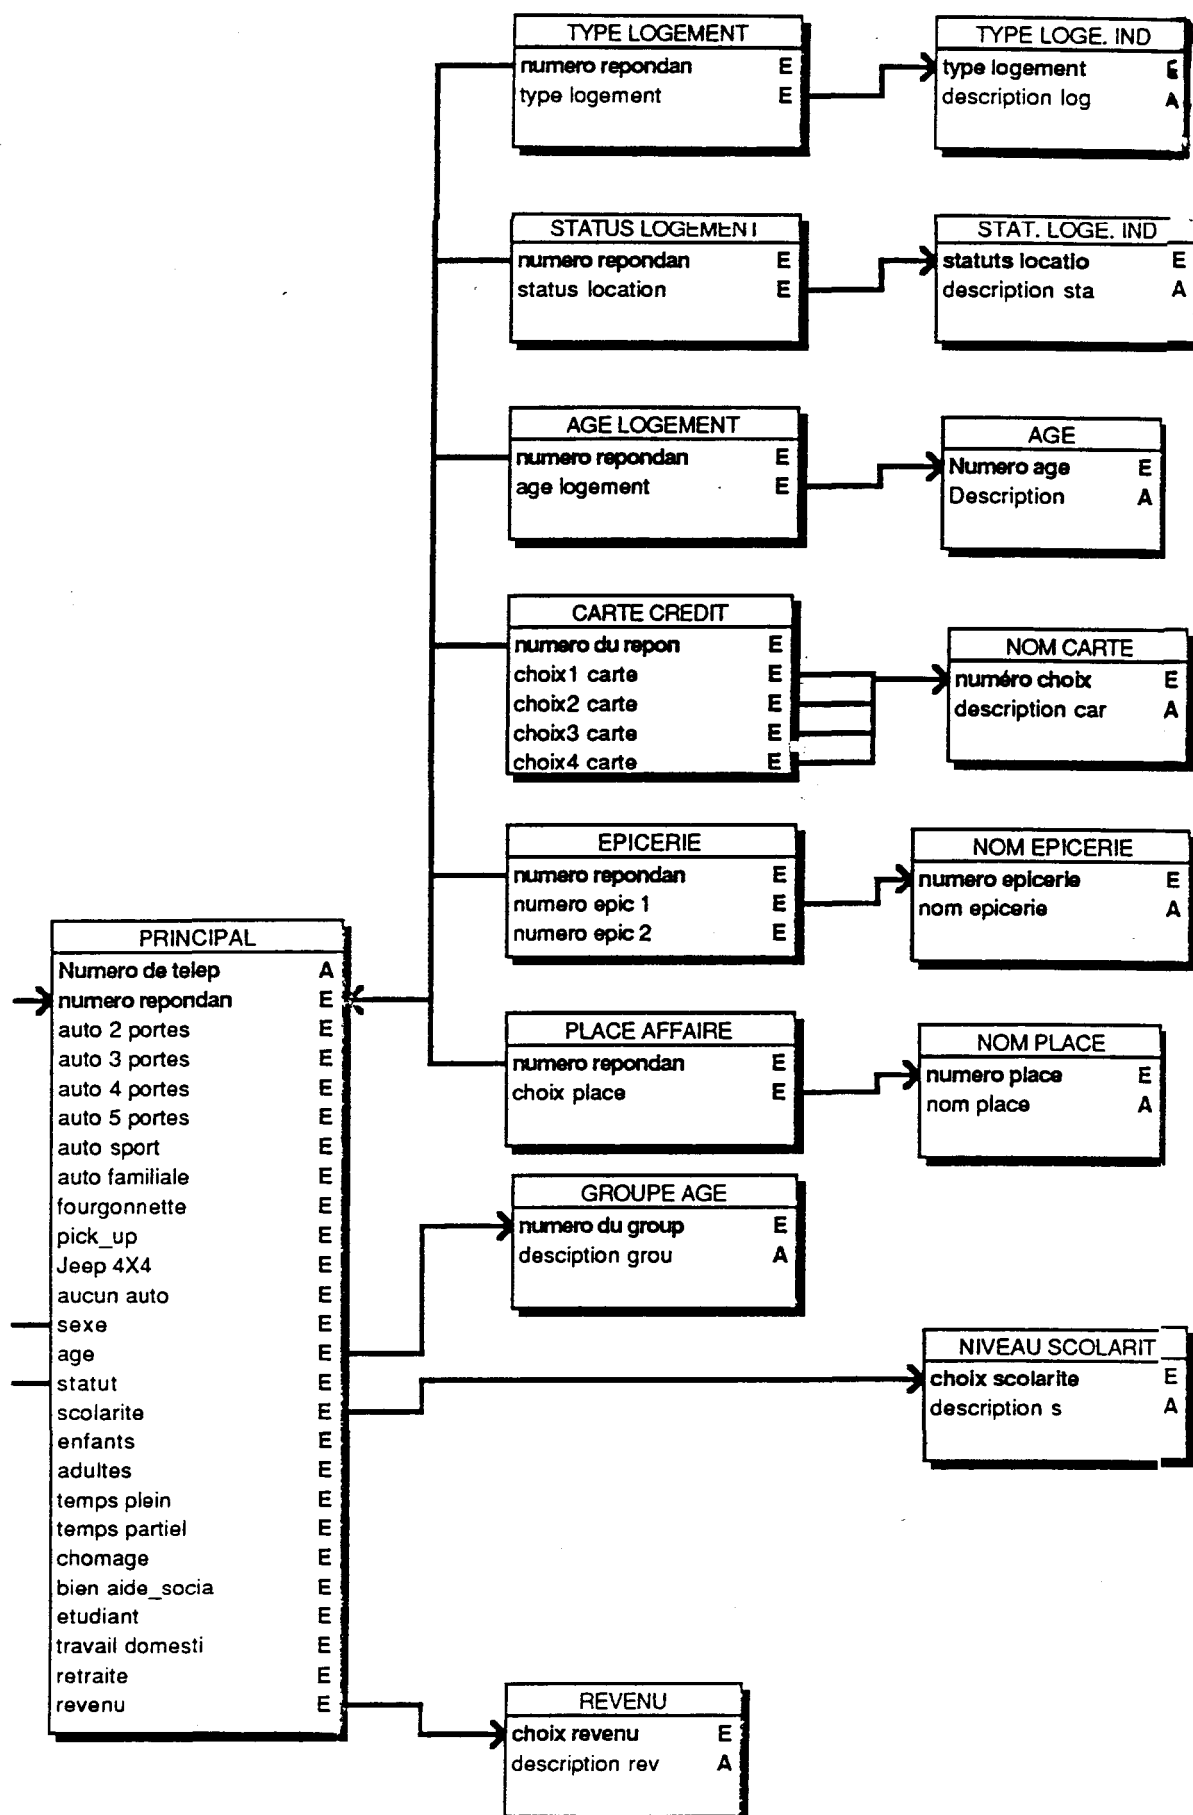 TYPE LOGEMENT
numero repondan E
type logement E
TYPE LOGE. IND
type logement E
description log A
STATUS LOGEMENT
numero repondan E
status location E
STAT. LOGE. IND
statuts locatio E
description sta A
AGE LOGEMENT
numero repondan E
age logement E
AGE
Numero age E
Description A
CARTE CREDIT
numero du repon E
choix1 carte E
choix2 carte E
choix3 carte E
choix4 carte E
NOM CARTE
numéro choix E
description car A
EPICERIE
numero repondan E
numero epic 1 E
numero epic 2 E
NOM EPICERIE
numero epicerie E
nom epicerie A
PRINCIPAL
Numero de telep A
numero repondan E
auto 2 portes E
auto 3 portes E
auto 4 portes E
auto 5 portes E
auto sport E
auto familiale E
fourgonnette E
pick_up E
Jeep 4X4 E
aucun auto E
sexe E
age E
statut E
scolarite E
enfants E
adultes E
temps plein E
temps partiel E
chomage E
bien aide_socia E
etudiant E
travail domesti E
retraite E
revenu E
PLACE AFFAIRE
numero repondan E
choix place E
NOM PLACE
numero place E
nom place A
GROUPE AGE
numero du group E
desciption grou A
NIVEAU SCOLARIT
choix scolarite E
description s A
REVENU
choix revenu E
description rev A